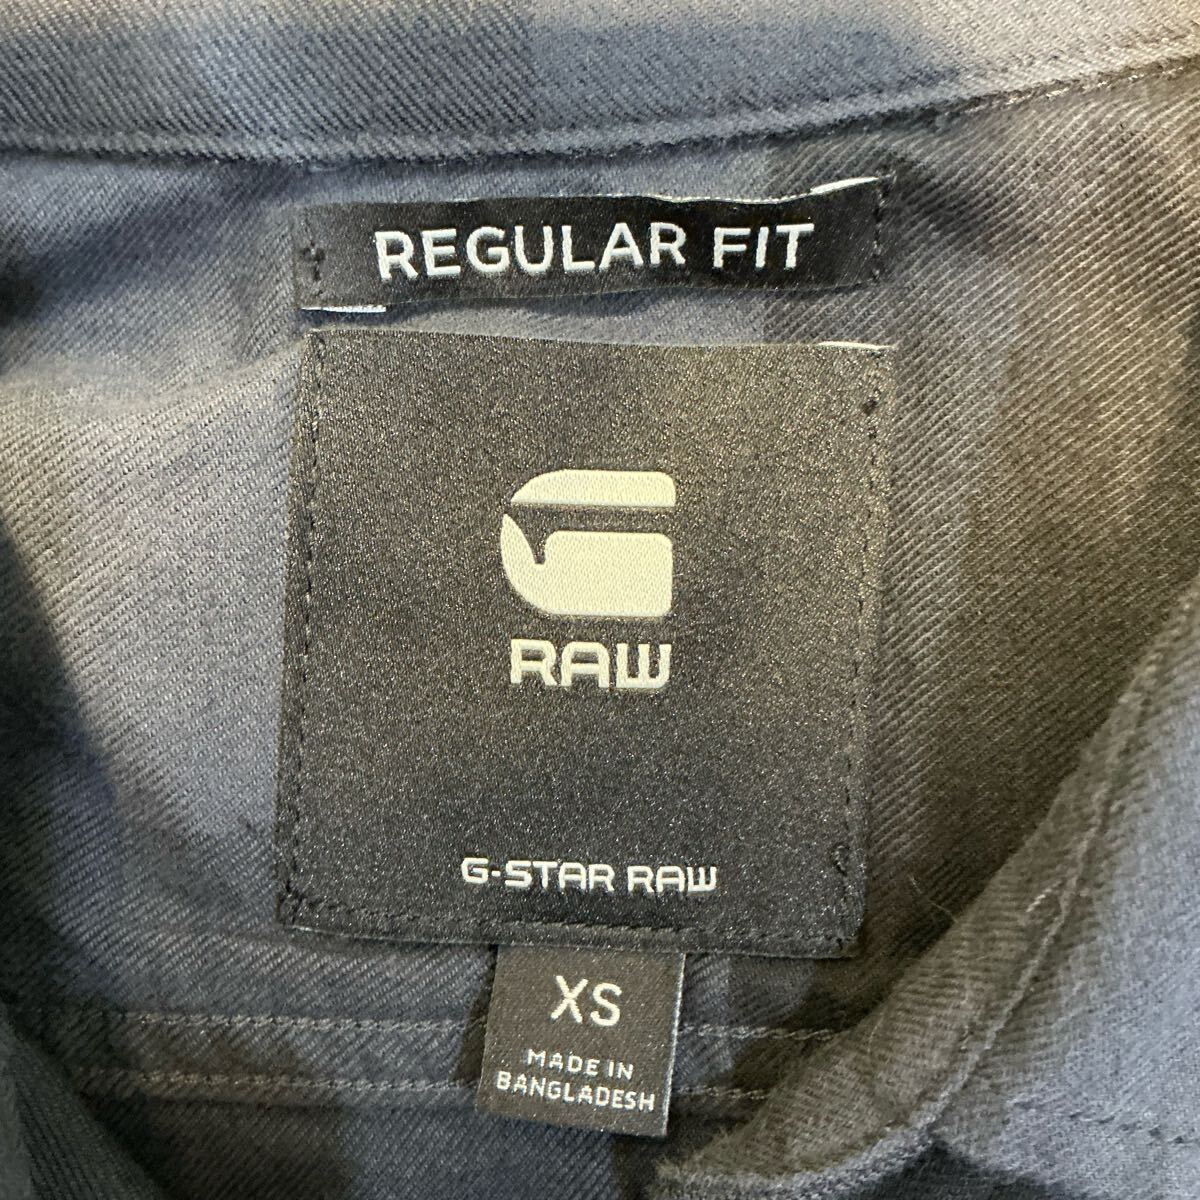 REGULAR FIT
RAW
G-STAR RAW
XS
MADE IN
BANGLADESH